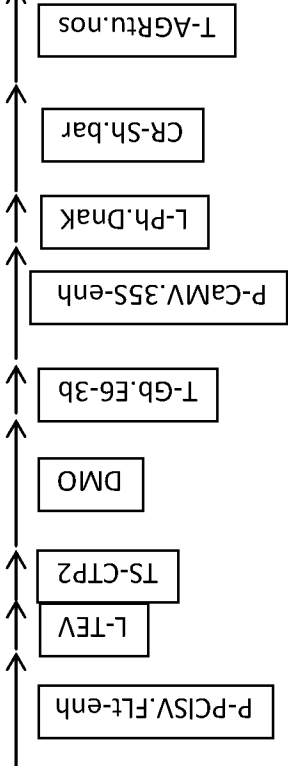 P-PClSV.FLt-enh
L-TEV
TS-CTP2
DMO
T-Gb.E6-3b
P-CaMV.35S-enh
L-Ph.DnaK
CR-Sh.bar
T-AGRtu.nos